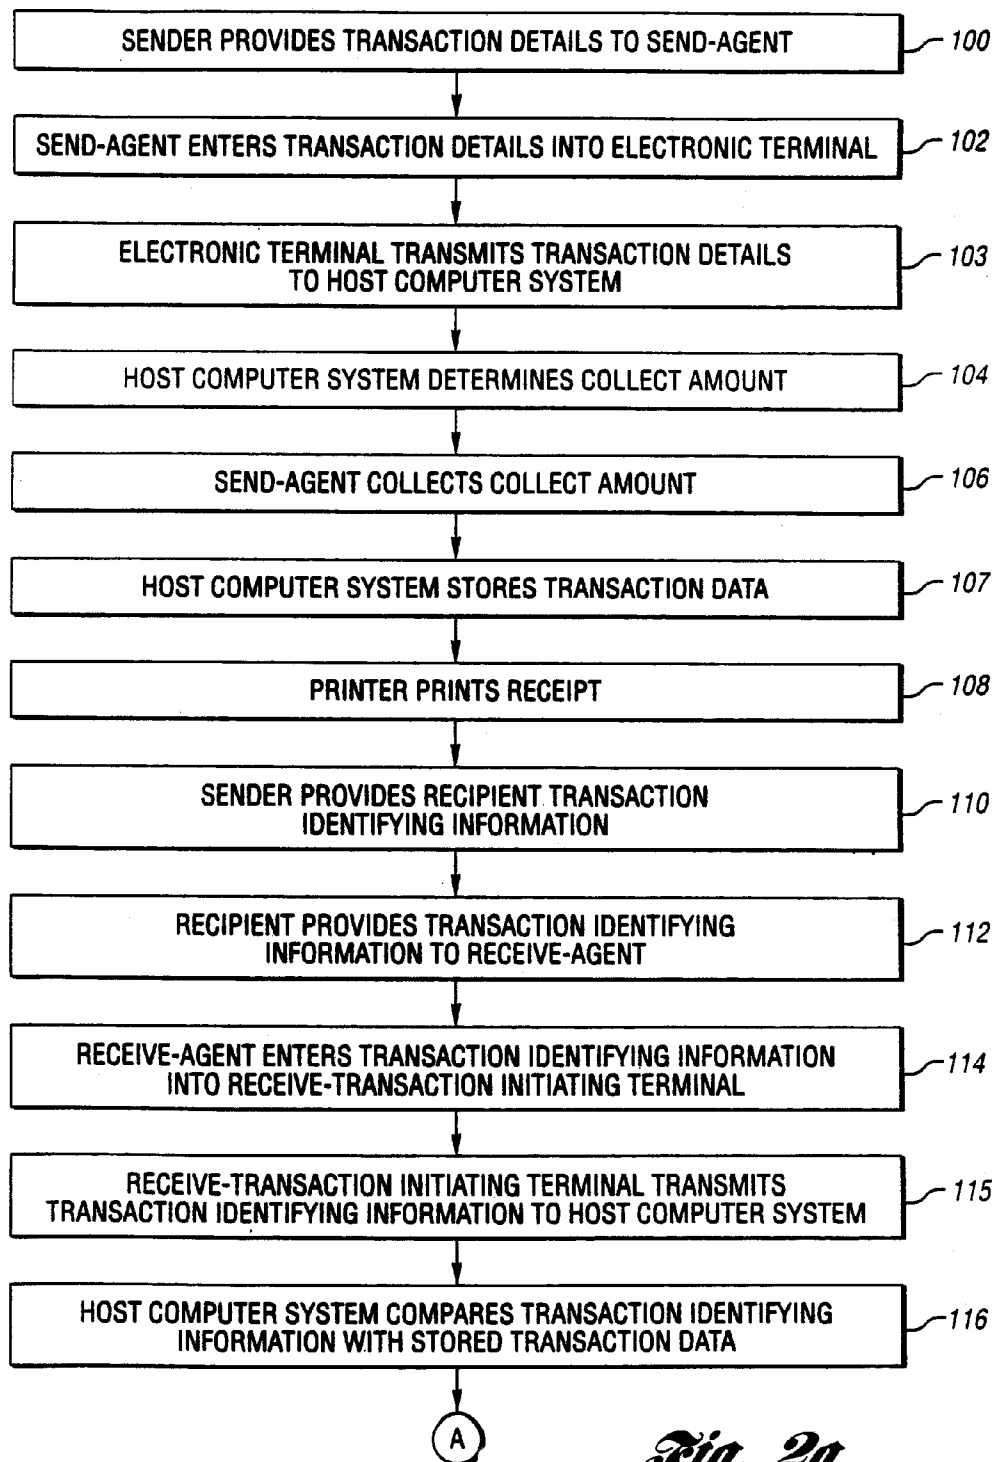 SENDER PROVIDES TRANSACTION DETAILS TO SEND-AGENT
100
SEND-AGENT ENTERS TRANSACTION DETAILS INTO ELECTRONIC TERMINAL
102
ELECTRONIC TERMINAL TRANSMITS TRANSACTION DETAILS
TO HOST COMPUTER SYSTEM
103
HOST COMPUTER SYSTEM DETERMINES COLLECT AMOUNT
104
SEND-AGENT COLLECTS COLLECT AMOUNT
106
HOST COMPUTER SYSTEM STORES TRANSACTION DATA
107
PRINTER PRINTS RECEIPT
108
SENDER PROVIDES RECIPIENT TRANSACTION
IDENTIFYING INFORMATION
110
RECIPIENT PROVIDES TRANSACTION IDENTIFYING
INFORMATION TO RECEIVE-AGENT
112
RECEIVE-AGENT ENTERS TRANSACTION IDENTIFYING INFORMATION
INTO RECEIVE-TRANSACTION INITIATING TERMINAL
114
RECEIVE-TRANSACTION INITIATING TERMINAL TRANSMITS
TRANSACTION IDENTIFYING INFORMATION TO HOST COMPUTER SYSTEM
115
HOST COMPUTER SYSTEM COMPARES TRANSACTION IDENTIFYING
INFORMATION WITH STORED TRANSACTION DATA
116
A
Fig. 2a